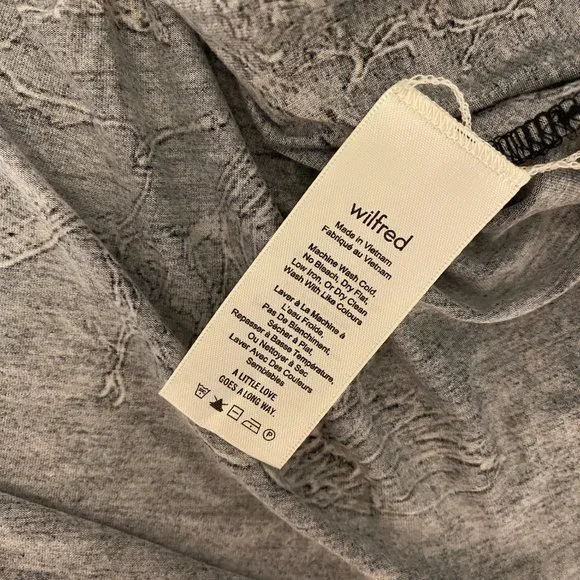 wilfred
Made in Vietnam
Fabriqué au Vietnam
Machine Wash Cold,
No Bleach, Dry Flat,
Low Iron, Or Dry Clean
Wash With Like Colours
Laver à La Machine à
L'eau Froide,
Pas De Blanchiment,
Sécher à Plat,
Repasser à Basse Température,
Ou Nettoyer à Sac
Laver Avec Des Couleurs
Semblables
A LITTLE LOVE
GOES A LONG WAY.
P